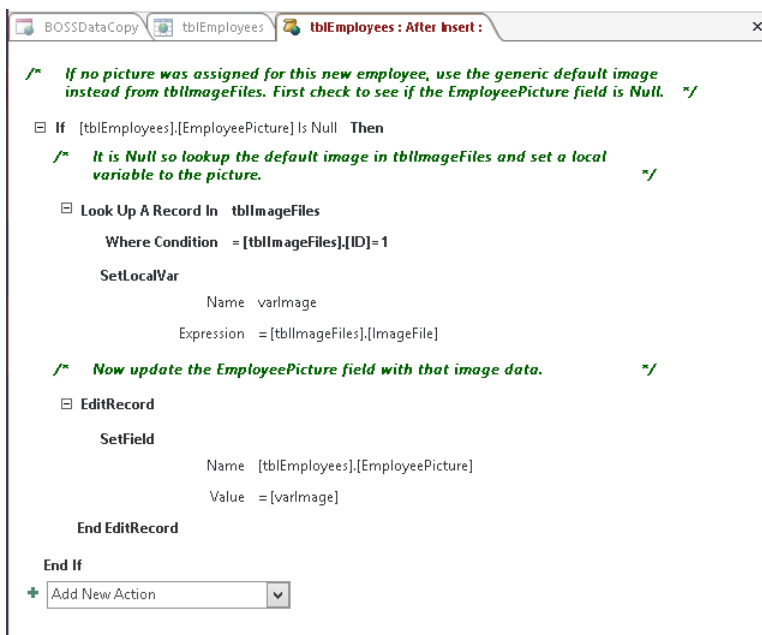 BOSSDataCopy tblEmployees tblEmployees : After Insert :
/* If no picture was assigned for this new employee, use the generic default image
instead from tblImageFiles. First check to see if the EmployeePicture field is Null. */
If [tblEmployees].[EmployeePicture] Is Null Then
/* It is Null so lookup the default image in tblImageFiles and set a local
variable to the picture. */
Look Up A Record In tblImageFiles
Where Condition = [tblImageFiles].[ID]=1
SetLocalVar
Name varImage
Expression = [tblImageFiles].[ImageFile]
/* Now update the EmployeePicture field with that image data. */
EditRecord
SetField
Name [tblEmployees].[EmployeePicture]
Value = [varImage]
End EditRecord
End If
Add New Action